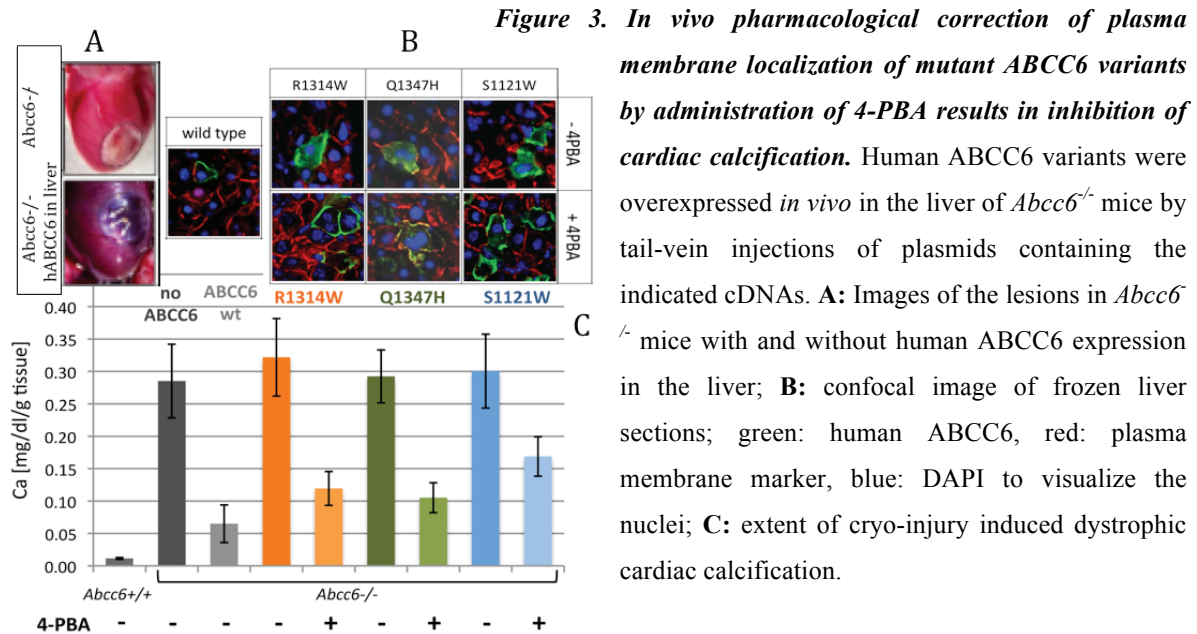 A
B
Abcc6-/-
Abcc6-/-
hABCC6 in liver
wild type
R1314W Q1347H S1121W
- 4PBA
+ 4PBA
no
ABCC6
ABCC6
wt
R1314W Q1347H S1121W
C
Ca [mg/dl/g tissue]
0.40
0.35
0.30
0.25
0.20
0.15
0.10
0.05
0.00
Abcc6+/+ Abcc6-/-
4-PBA - - - - + - + - +
Figure 3. In vivo pharmacological correction of plasma
membrane localization of mutant ABCC6 variants
by administration of 4-PBA results in inhibition of
cardiac calcification. Human ABCC6 variants were
overexpressed in vivo in the liver of Abcc6-/- mice by
tail-vein injections of plasmids containing the
indicated cDNAs. A: Images of the lesions in Abcc6-
/- mice with and without human ABCC6 expression
in the liver; B: confocal image of frozen liver
sections; green: human ABCC6, red: plasma
membrane marker, blue: DAPI to visualize the
nuclei; C: extent of cryo-injury induced dystrophic
cardiac calcification.